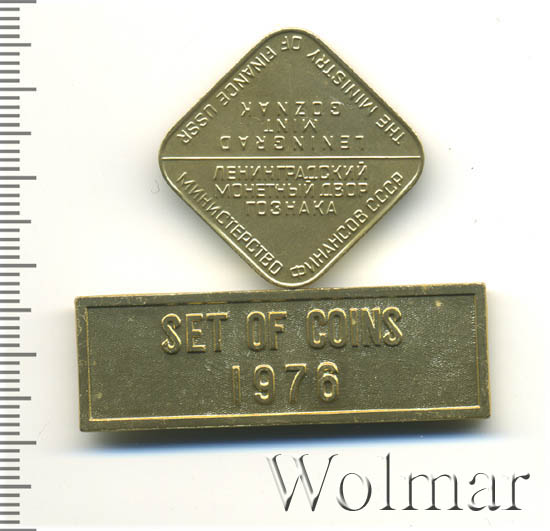 THE MINISTRY OF FINANCE USSR
LENINGRAD
MINT
GOZNAK
ЛЕНИНГРАДСКИЙ
МОНЕТНЫЙ ДВОР
ГОЗНАКА
МИНИСТЕРСТВО ФИНАНСОВ СССР
SET OF COINS
1976
Wolmar